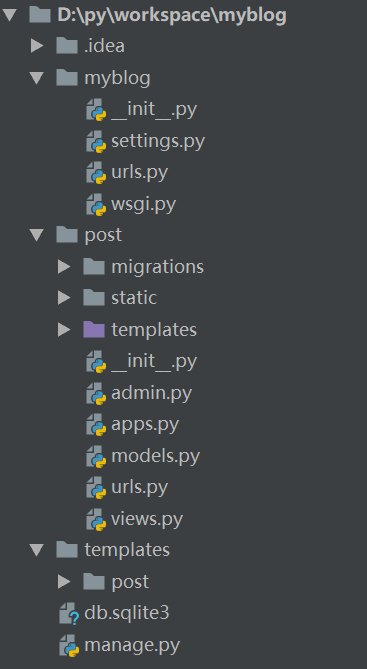 D:\py\workspace\myblog
.idea
myblog
__init__.py
settings.py
urls.py
wsgi.py
post
migrations
static
templates
__init__.py
admin.py
apps.py
models.py
urls.py
views.py
templates
post
db.sqlite3
manage.py